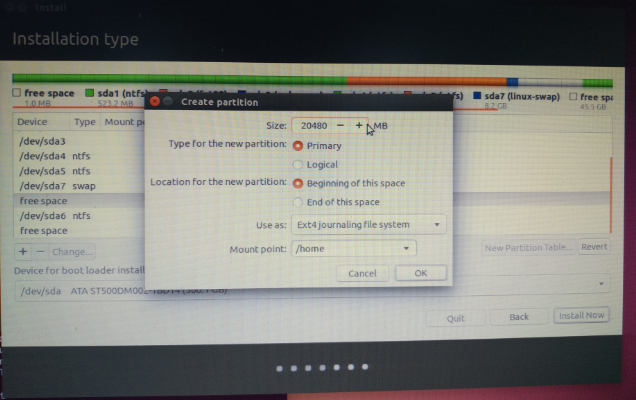 Install
Installation type
free space sda1 (ntfs) sda7 (linux-swap) free spa
1.0 MB 523.2 MB 8.2 GB 45.5 GB
Device Type Mount po
/dev/sda3
/dev/sda4 ntfs
/dev/sda5 ntfs
/dev/sda7 swap
free space
/dev/sda6 ntfs
free space
+ − Change... New Partition Table... Revert
Device for boot loader install
/dev/sda ATA ST500DM002-1BD14 (500.1 GB)
Quit Back Install Now
Create partition
Size: 20480 − + MB
Type for the new partition: Primary
Logical
Location for the new partition: Beginning of this space
End of this space
Use as: Ext4 journaling file system
Mount point: /home
Cancel OK